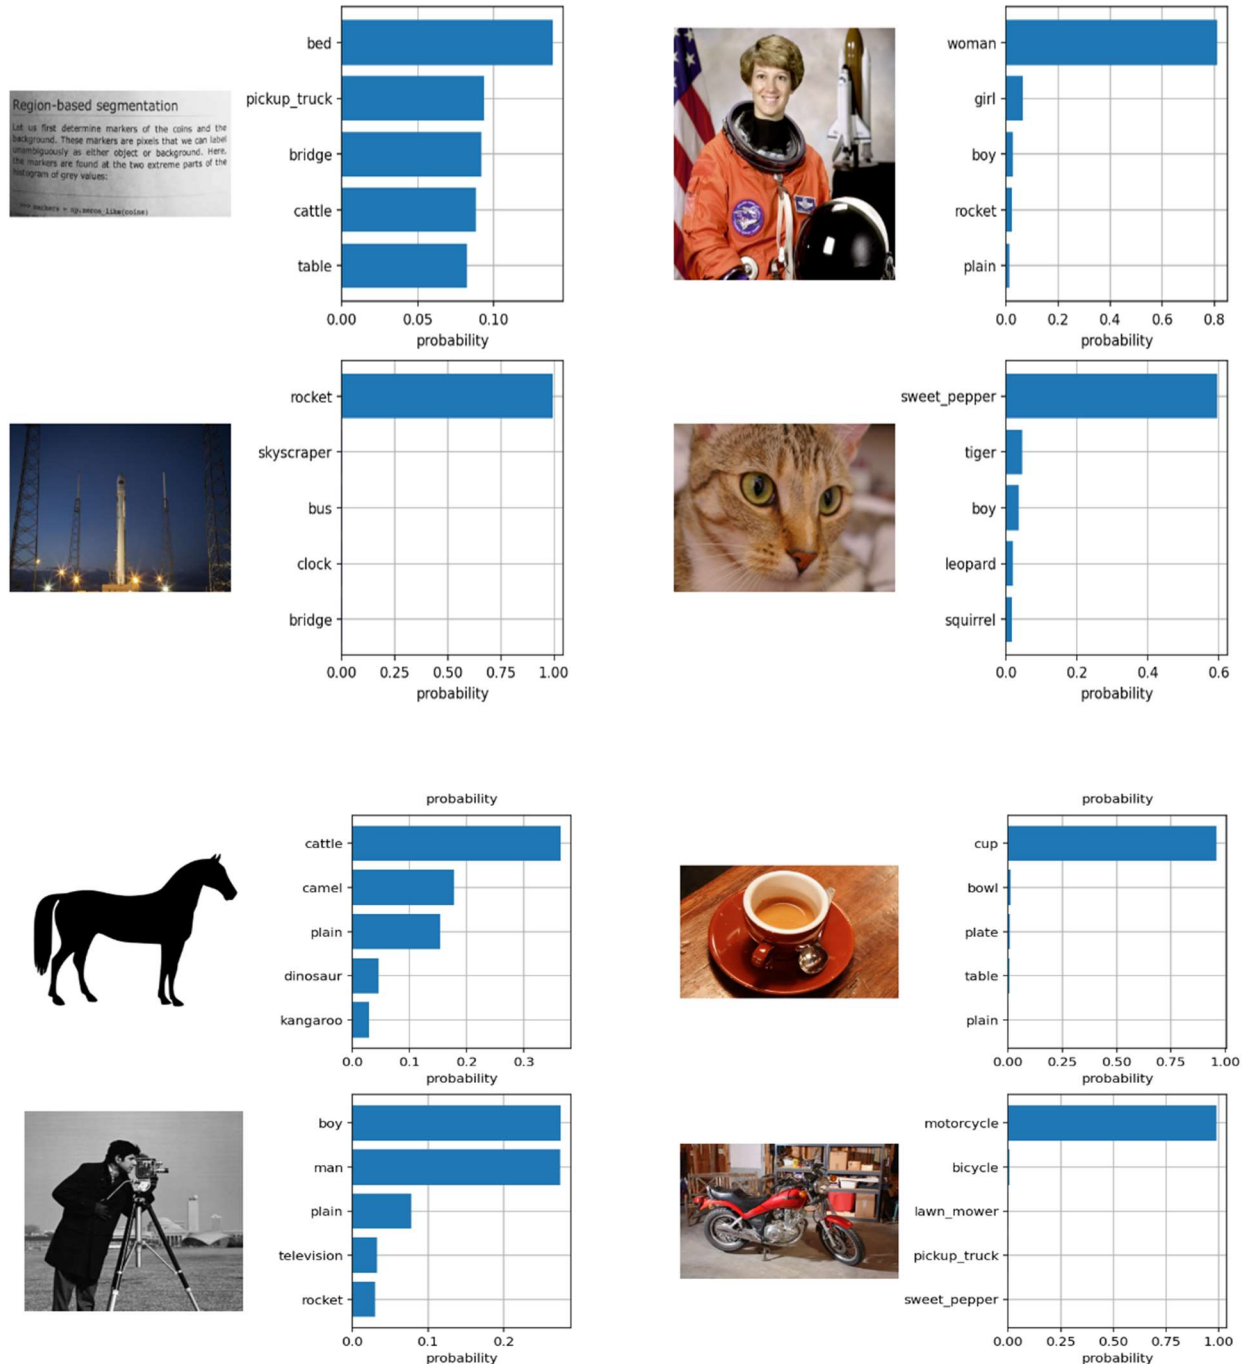 bed
pickup_truck
bridge
cattle
table
0.00 0.05 0.10
probability
Region-based segmentation
Let us first determine markers of the coins and the
background. These markers are pixels that we can label
unambiguously as either object or background. Here,
the markers are found at the two extreme parts of the
histogram of grey values:
>>> markers = np.zeros_like(coins)
woman
girl
boy
rocket
plain
0.0 0.2 0.4 0.6 0.8
probability
rocket
skyscraper
bus
clock
bridge
0.00 0.25 0.50 0.75 1.00
probability
sweet_pepper
tiger
boy
leopard
squirrel
0.0 0.2 0.4 0.6
probability
probability
cattle
camel
plain
dinosaur
kangaroo
0.0 0.1 0.2 0.3
probability
probability
cup
bowl
plate
table
plain
0.00 0.25 0.50 0.75 1.00
probability
boy
man
plain
television
rocket
0.0 0.1 0.2
probability
motorcycle
bicycle
lawn_mower
pickup_truck
sweet_pepper
0.00 0.25 0.50 0.75 1.00
probability